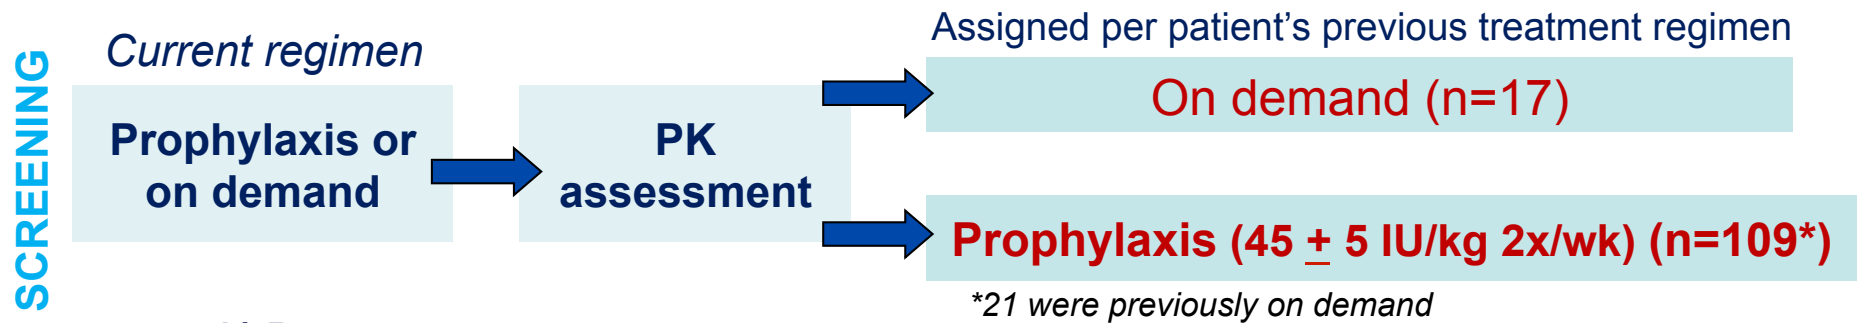 SCREENING
Current regimen
Prophylaxis or
on demand
PK
assessment
Assigned per patient’s previous treatment regimen
On demand (n=17)
Prophylaxis (45 ± 5 IU/kg 2x/wk) (n=109*)
*21 were previously on demand